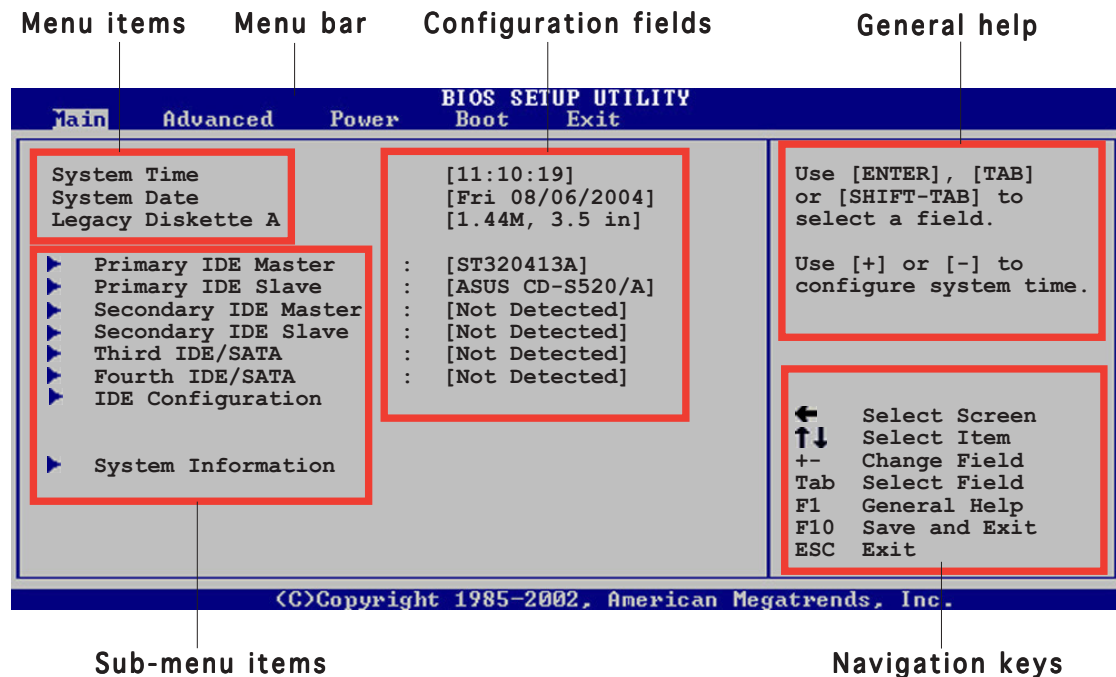 Menu items Menu bar Configuration fields General help
BIOS SETUP UTILITY
Main Advanced Power Boot Exit
System Time [11:10:19]
System Date [Fri 08/06/2004]
Legacy Diskette A [1.44M, 3.5 in]
Primary IDE Master : [ST320413A]
Primary IDE Slave : [ASUS CD-S520/A]
Secondary IDE Master : [Not Detected]
Secondary IDE Slave : [Not Detected]
Third IDE/SATA : [Not Detected]
Fourth IDE/SATA : [Not Detected]
IDE Configuration
System Information
Use [ENTER], [TAB]
or [SHIFT-TAB] to
select a field.
Use [+] or [-] to
configure system time.
← Select Screen
↑↓ Select Item
+- Change Field
Tab Select Field
F1 General Help
F10 Save and Exit
ESC Exit
(C)Copyright 1985-2002, American Megatrends, Inc.
Sub-menu items Navigation keys